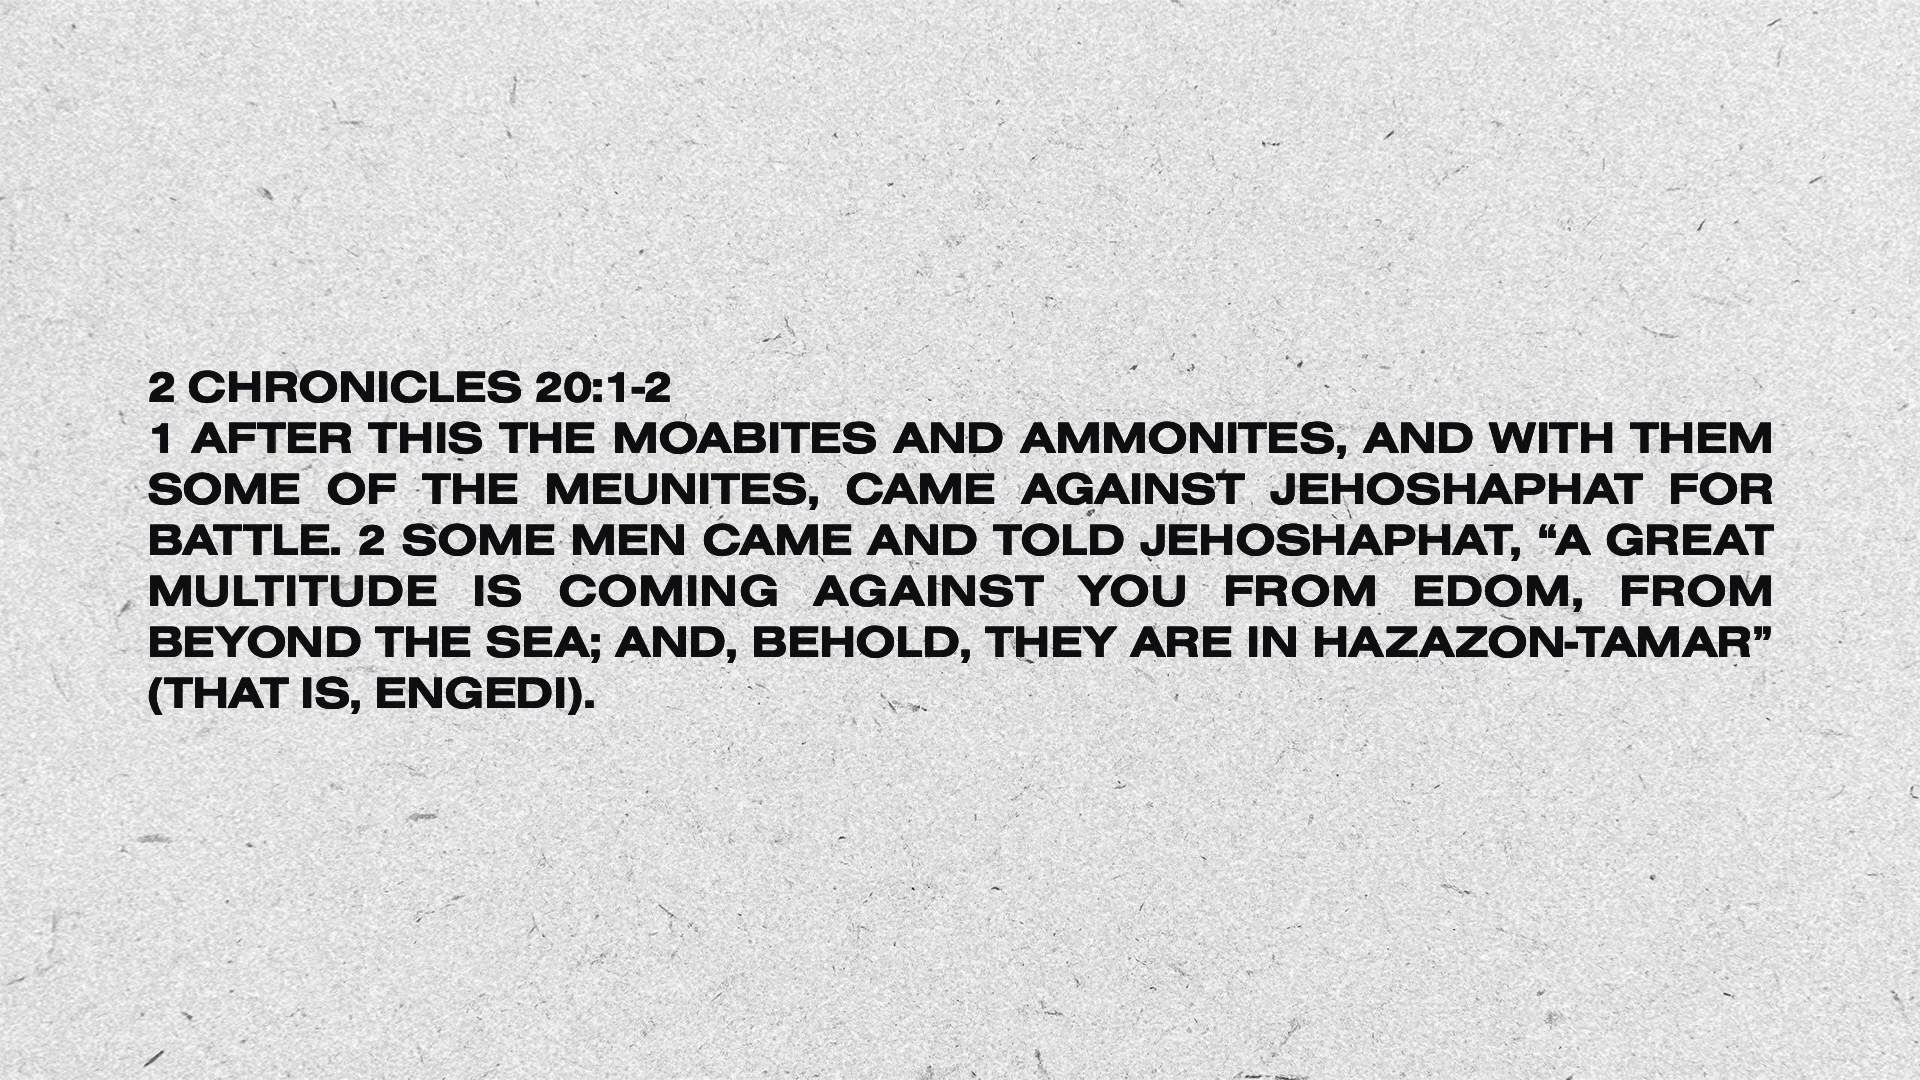 2 CHRONICLES 20:1-2
1 AFTER THIS THE MOABITES AND AMMONITES, AND WITH THEM
SOME OF THE MEUNITES, CAME AGAINST JEHOSHAPHAT FOR
BATTLE. 2 SOME MEN CAME AND TOLD JEHOSHAPHAT, “A GREAT
MULTITUDE IS COMING AGAINST YOU FROM EDOM, FROM
BEYOND THE SEA; AND, BEHOLD, THEY ARE IN HAZAZON-TAMAR”
(THAT IS, ENGEDI).